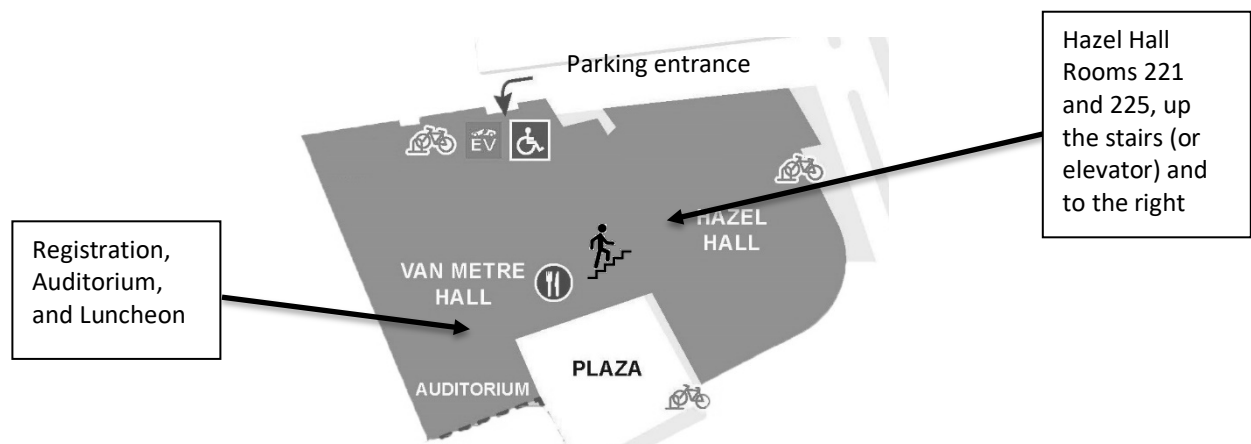 Parking entrance
Hazel Hall
Rooms 221
and 225, up
the stairs (or
elevator) and
to the right
EV
HAZEL
HALL
Registration,
Auditorium,
and Luncheon
VAN METRE
HALL
PLAZA
AUDITORIUM